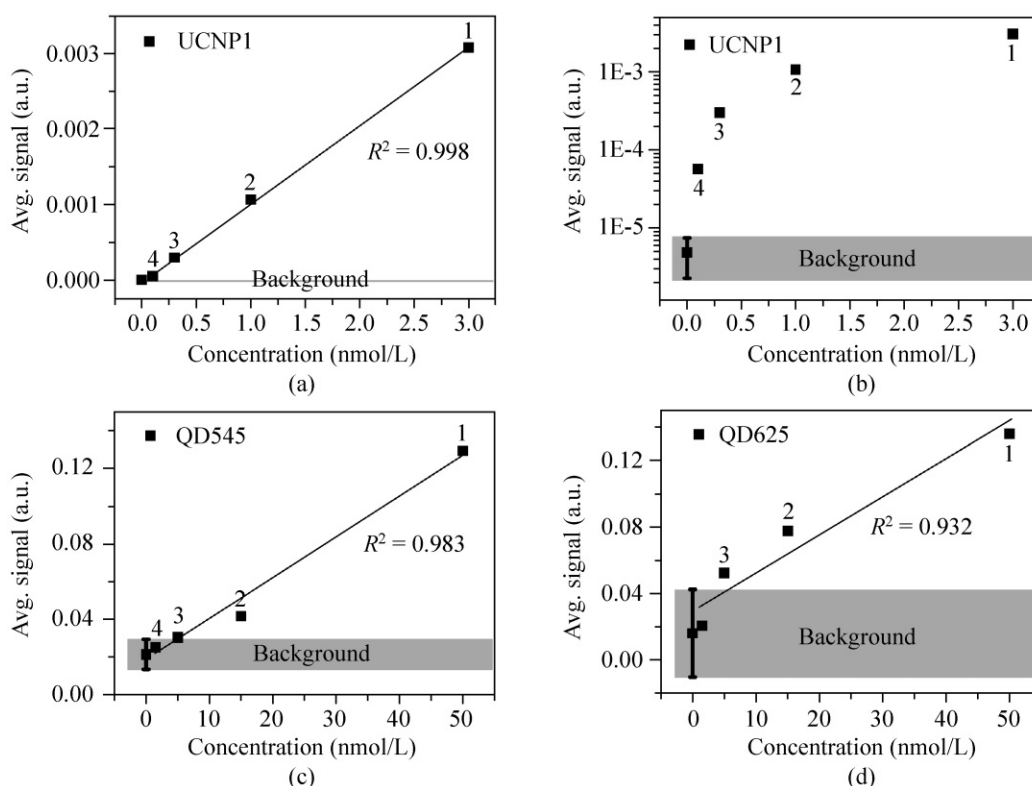 UCNP1
Avg. signal (a.u.)
0.003
0.002
0.001
0.000
1
2
3
4
R² = 0.998
Background
0.0 0.5 1.0 1.5 2.0 2.5 3.0
Concentration (nmol/L)
(a)
UCNP1
Avg. signal (a.u.)
1E-3
1E-4
1E-5
1
2
3
4
Background
0.0 0.5 1.0 1.5 2.0 2.5 3.0
Concentration (nmol/L)
(b)
QD545
Avg. signal (a.u.)
0.12
0.08
0.04
0.00
1
2
3
4
R² = 0.983
Background
0 10 20 30 40 50
Concentration (nmol/L)
(c)
QD625
Avg. signal (a.u.)
0.12
0.08
0.04
0.00
1
2
3
R² = 0.932
Background
0 10 20 30 40 50
Concentration (nmol/L)
(d)